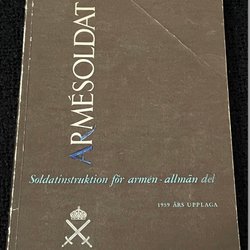 ARMÉSOLDAT
Soldatinstruktion för armén - allmän del
1959 ÅRS UPPLAGA